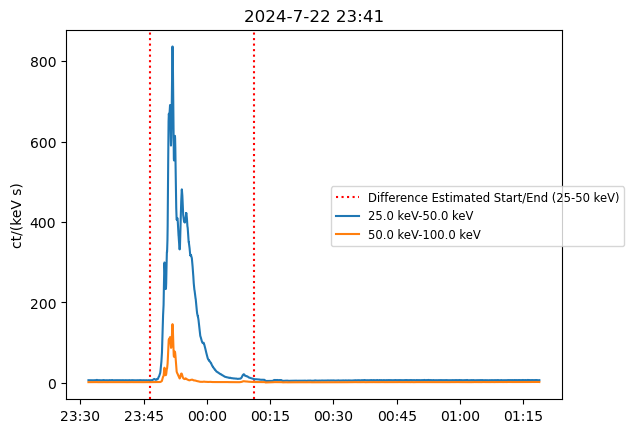 2024-7-22 23:41
ct/(keV s)
800
600
400
200
0
Difference Estimated Start/End (25-50 keV)
25.0 keV-50.0 keV
50.0 keV-100.0 keV
23:30 23:45 00:00 00:15 00:30 00:45 01:00 01:15